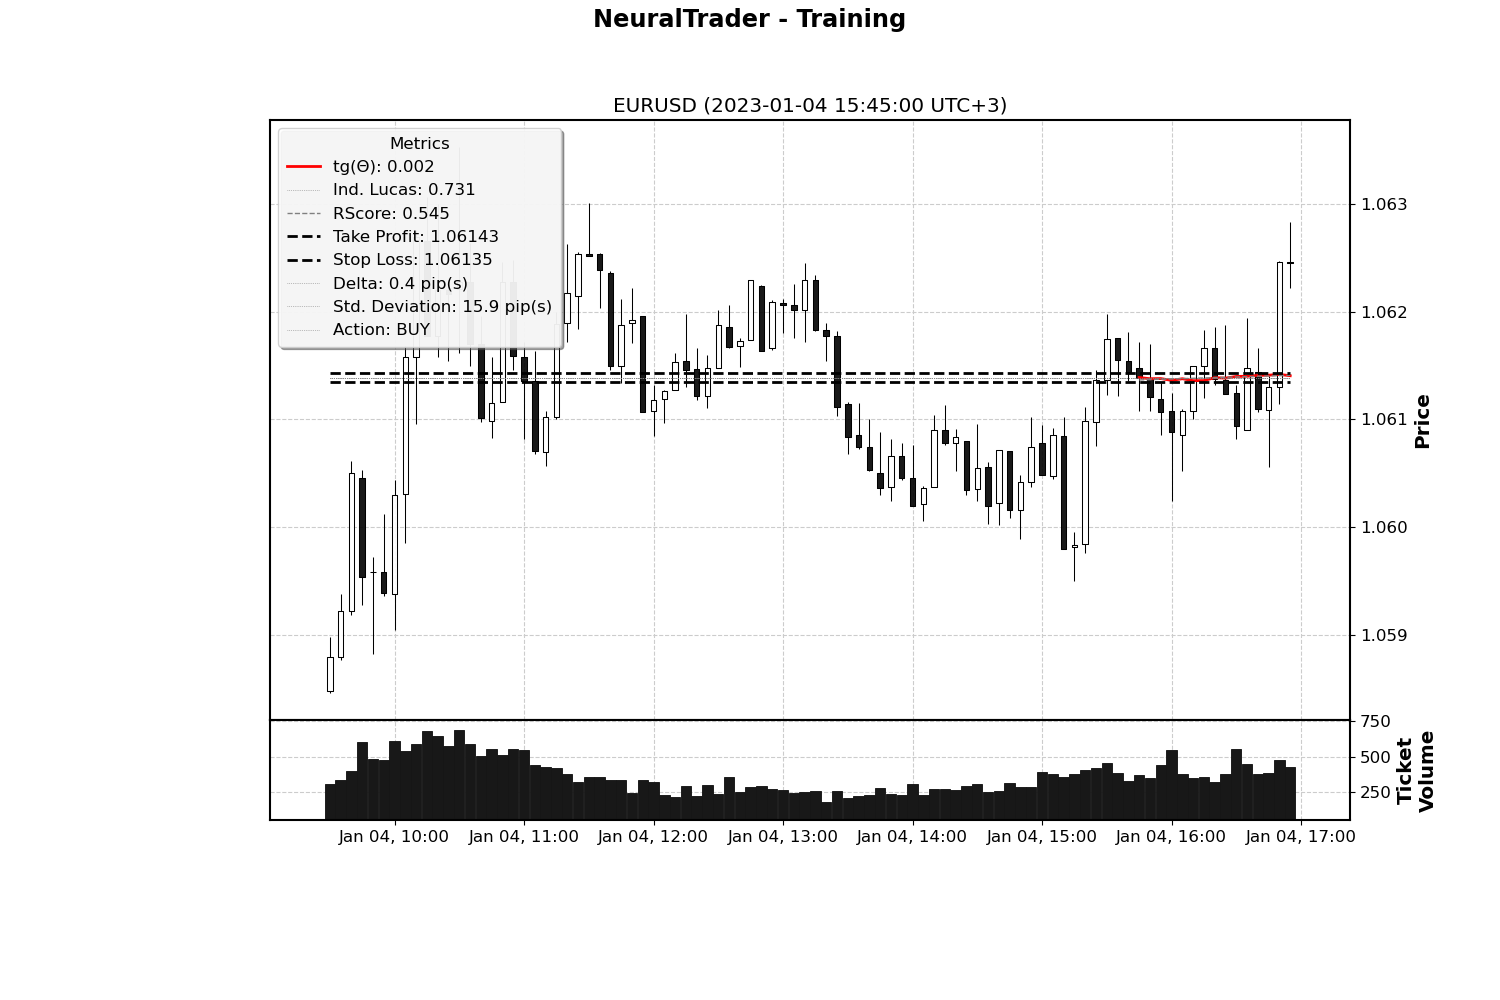 NeuralTrader - Training
EURUSD (2023-01-04 15:45:00 UTC+3)
Metrics
tg(Θ): 0.002
Ind. Lucas: 0.731
RScore: 0.545
Take Profit: 1.06143
Stop Loss: 1.06135
Delta: 0.4 pip(s)
Std. Deviation: 15.9 pip(s)
Action: BUY
1.063
1.062
1.061
1.060
1.059
Price
750
500
250
Ticket
Volume
Jan 04, 10:00
Jan 04, 11:00
Jan 04, 12:00
Jan 04, 13:00
Jan 04, 14:00
Jan 04, 15:00
Jan 04, 16:00
Jan 04, 17:00